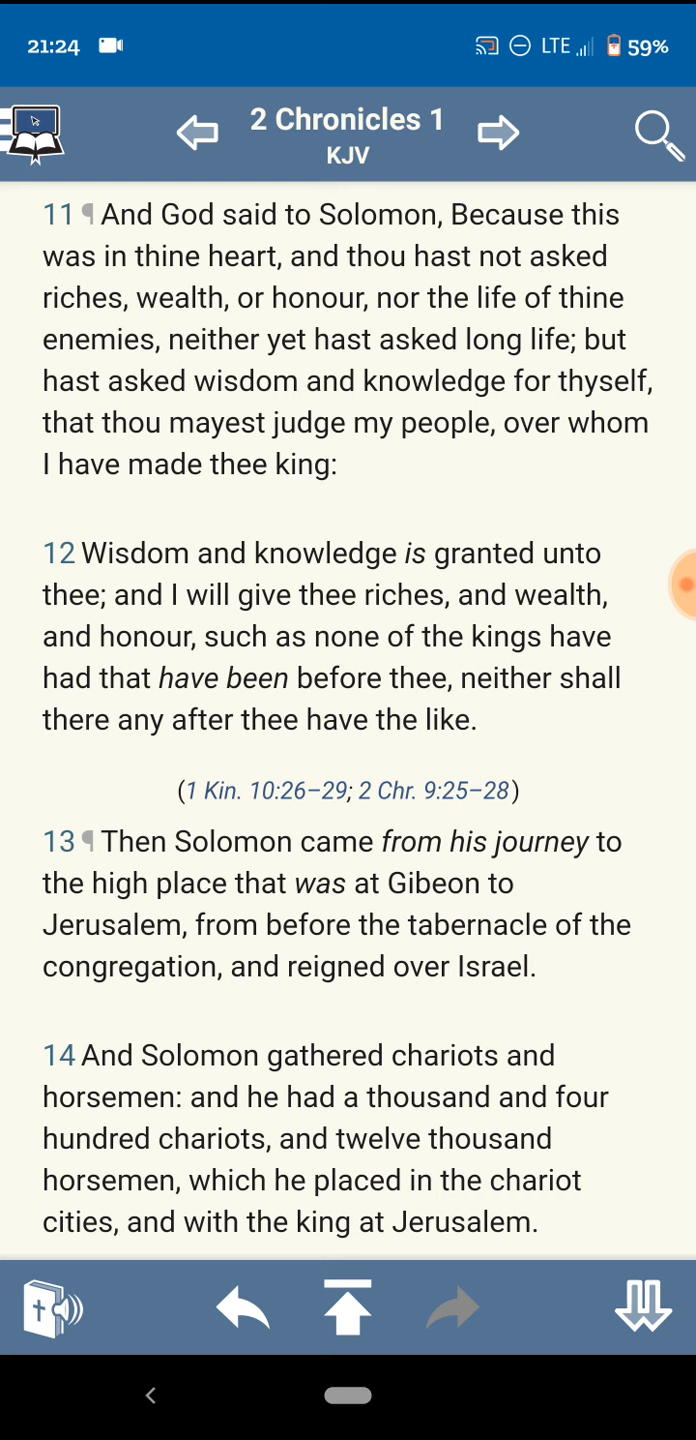 21:24
LTE
59%
2 Chronicles 1
KJV
11 ¶ And God said to Solomon, Because this
was in thine heart, and thou hast not asked
riches, wealth, or honour, nor the life of thine
enemies, neither yet hast asked long life; but
hast asked wisdom and knowledge for thyself,
that thou mayest judge my people, over whom
I have made thee king:
12 Wisdom and knowledge is granted unto
thee; and I will give thee riches, and wealth,
and honour, such as none of the kings have
had that have been before thee, neither shall
there any after thee have the like.
(1 Kin. 10:26–29; 2 Chr. 9:25–28)
13 ¶ Then Solomon came from his journey to
the high place that was at Gibeon to
Jerusalem, from before the tabernacle of the
congregation, and reigned over Israel.
14 And Solomon gathered chariots and
horsemen: and he had a thousand and four
hundred chariots, and twelve thousand
horsemen, which he placed in the chariot
cities, and with the king at Jerusalem.